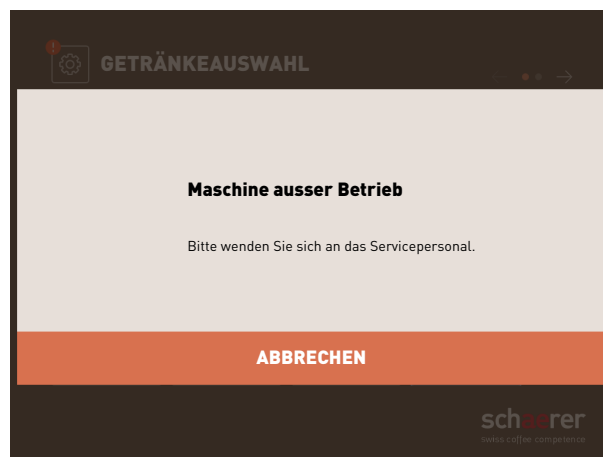 !
GETRÄNKEAUSWAHL
Maschine ausser Betrieb
Bitte wenden Sie sich an das Servicepersonal.
ABBRECHEN
schaerer
swiss coffee competence